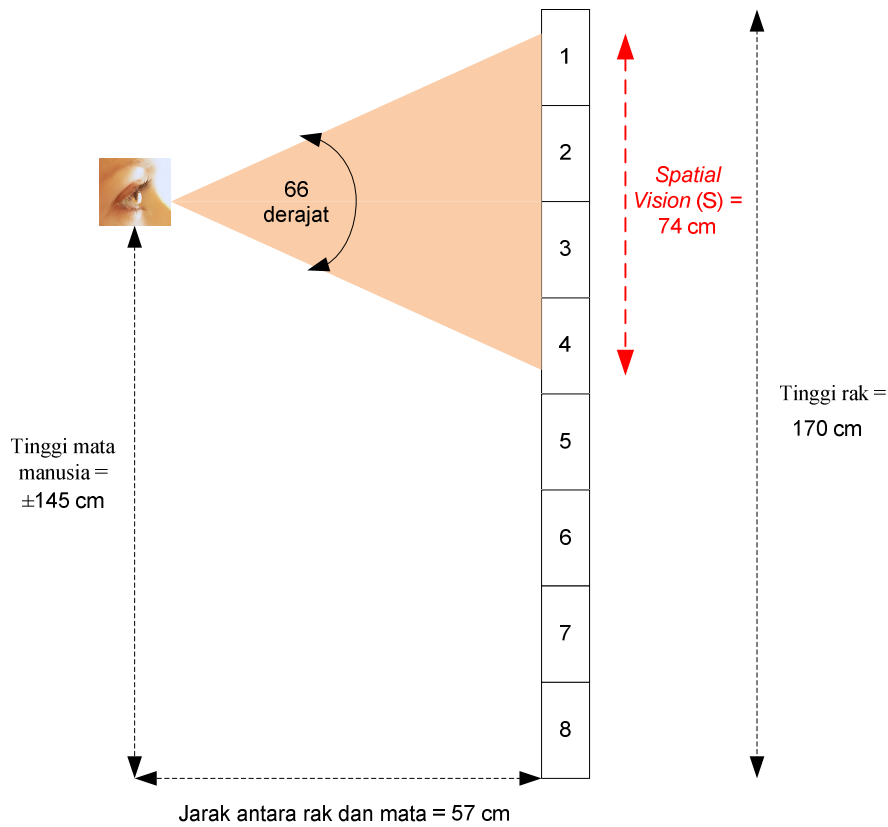 1
2
3
4
5
6
7
8
66
derajat
Spatial
Vision (S) =
74 cm
Tinggi rak =
170 cm
Tinggi mata
manusia =
±145 cm
Jarak antara rak dan mata = 57 cm